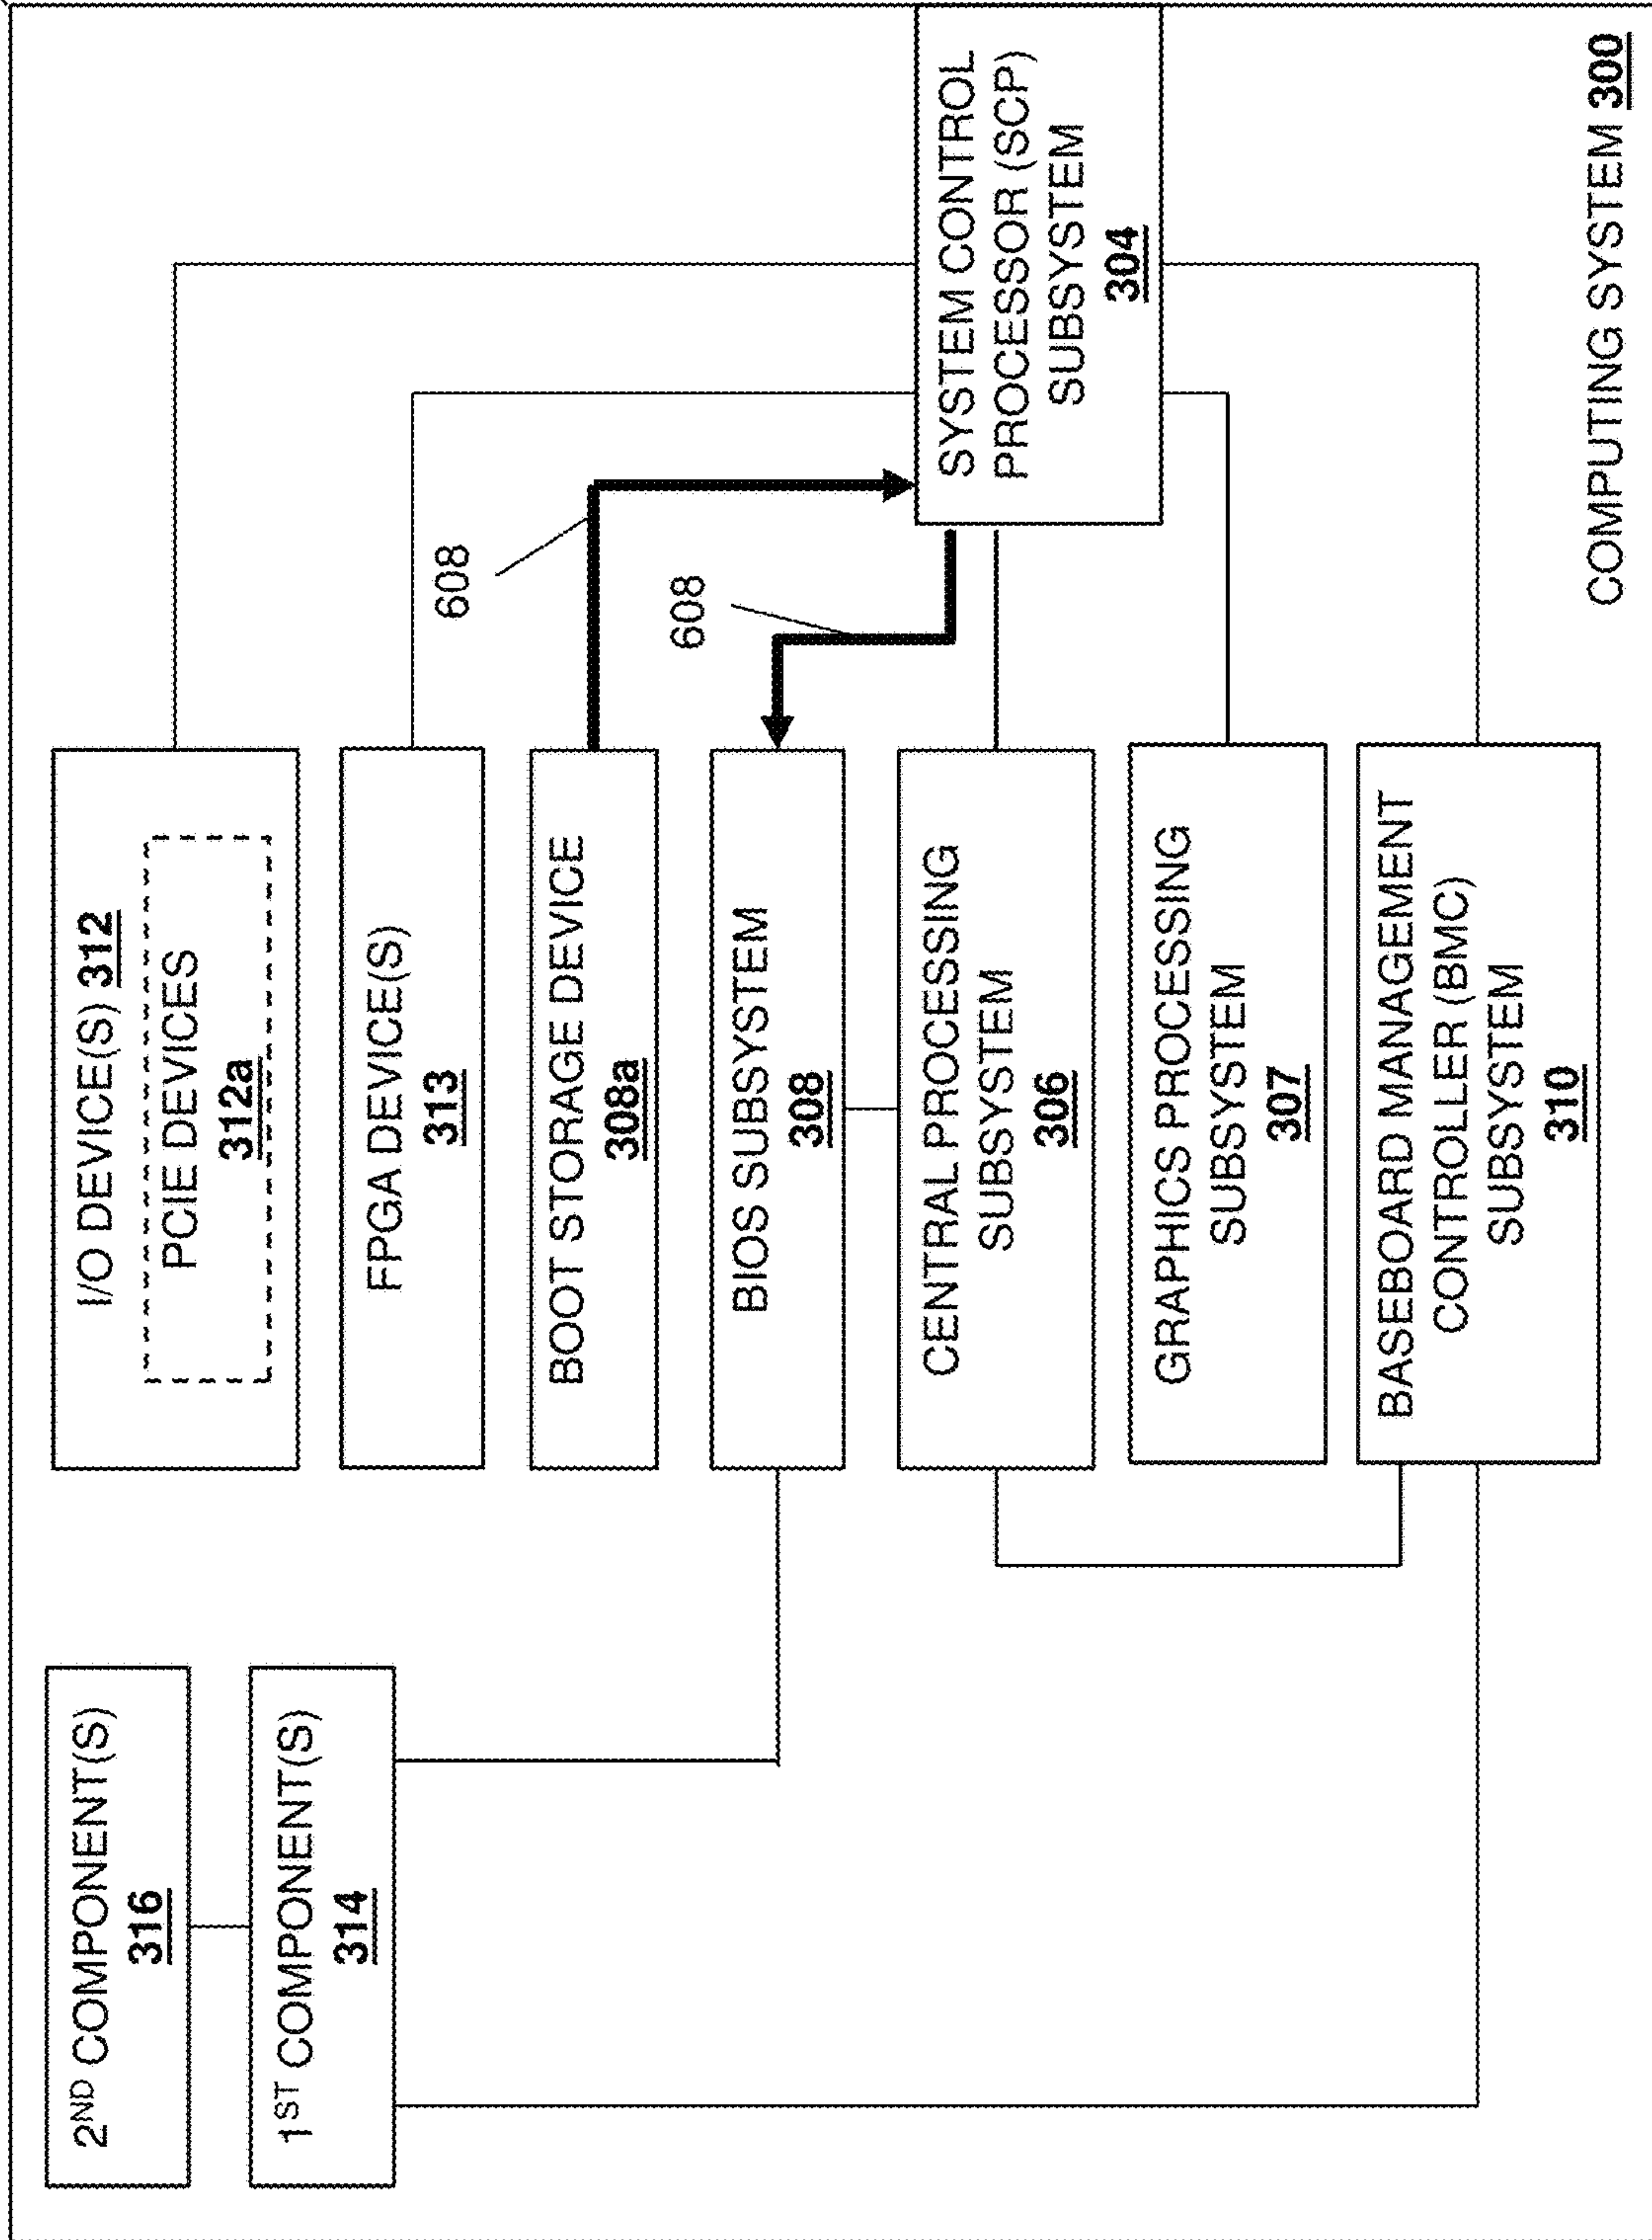 2ND COMPONENT(S)
316
1ST COMPONENT(S)
314
I/O DEVICE(S) 312
PCIE DEVICES
312a
FPGA DEVICE(S)
313
BOOT STORAGE DEVICE
308a
BIOS SUBSYSTEM
308
CENTRAL PROCESSING
SUBSYSTEM
306
GRAPHICS PROCESSING
SUBSYSTEM
307
BASEBOARD MANAGEMENT
CONTROLLER (BMC)
SUBSYSTEM
310
608
608
SYSTEM CONTROL
PROCESSOR (SCP)
SUBSYSTEM
304
COMPUTING SYSTEM 300